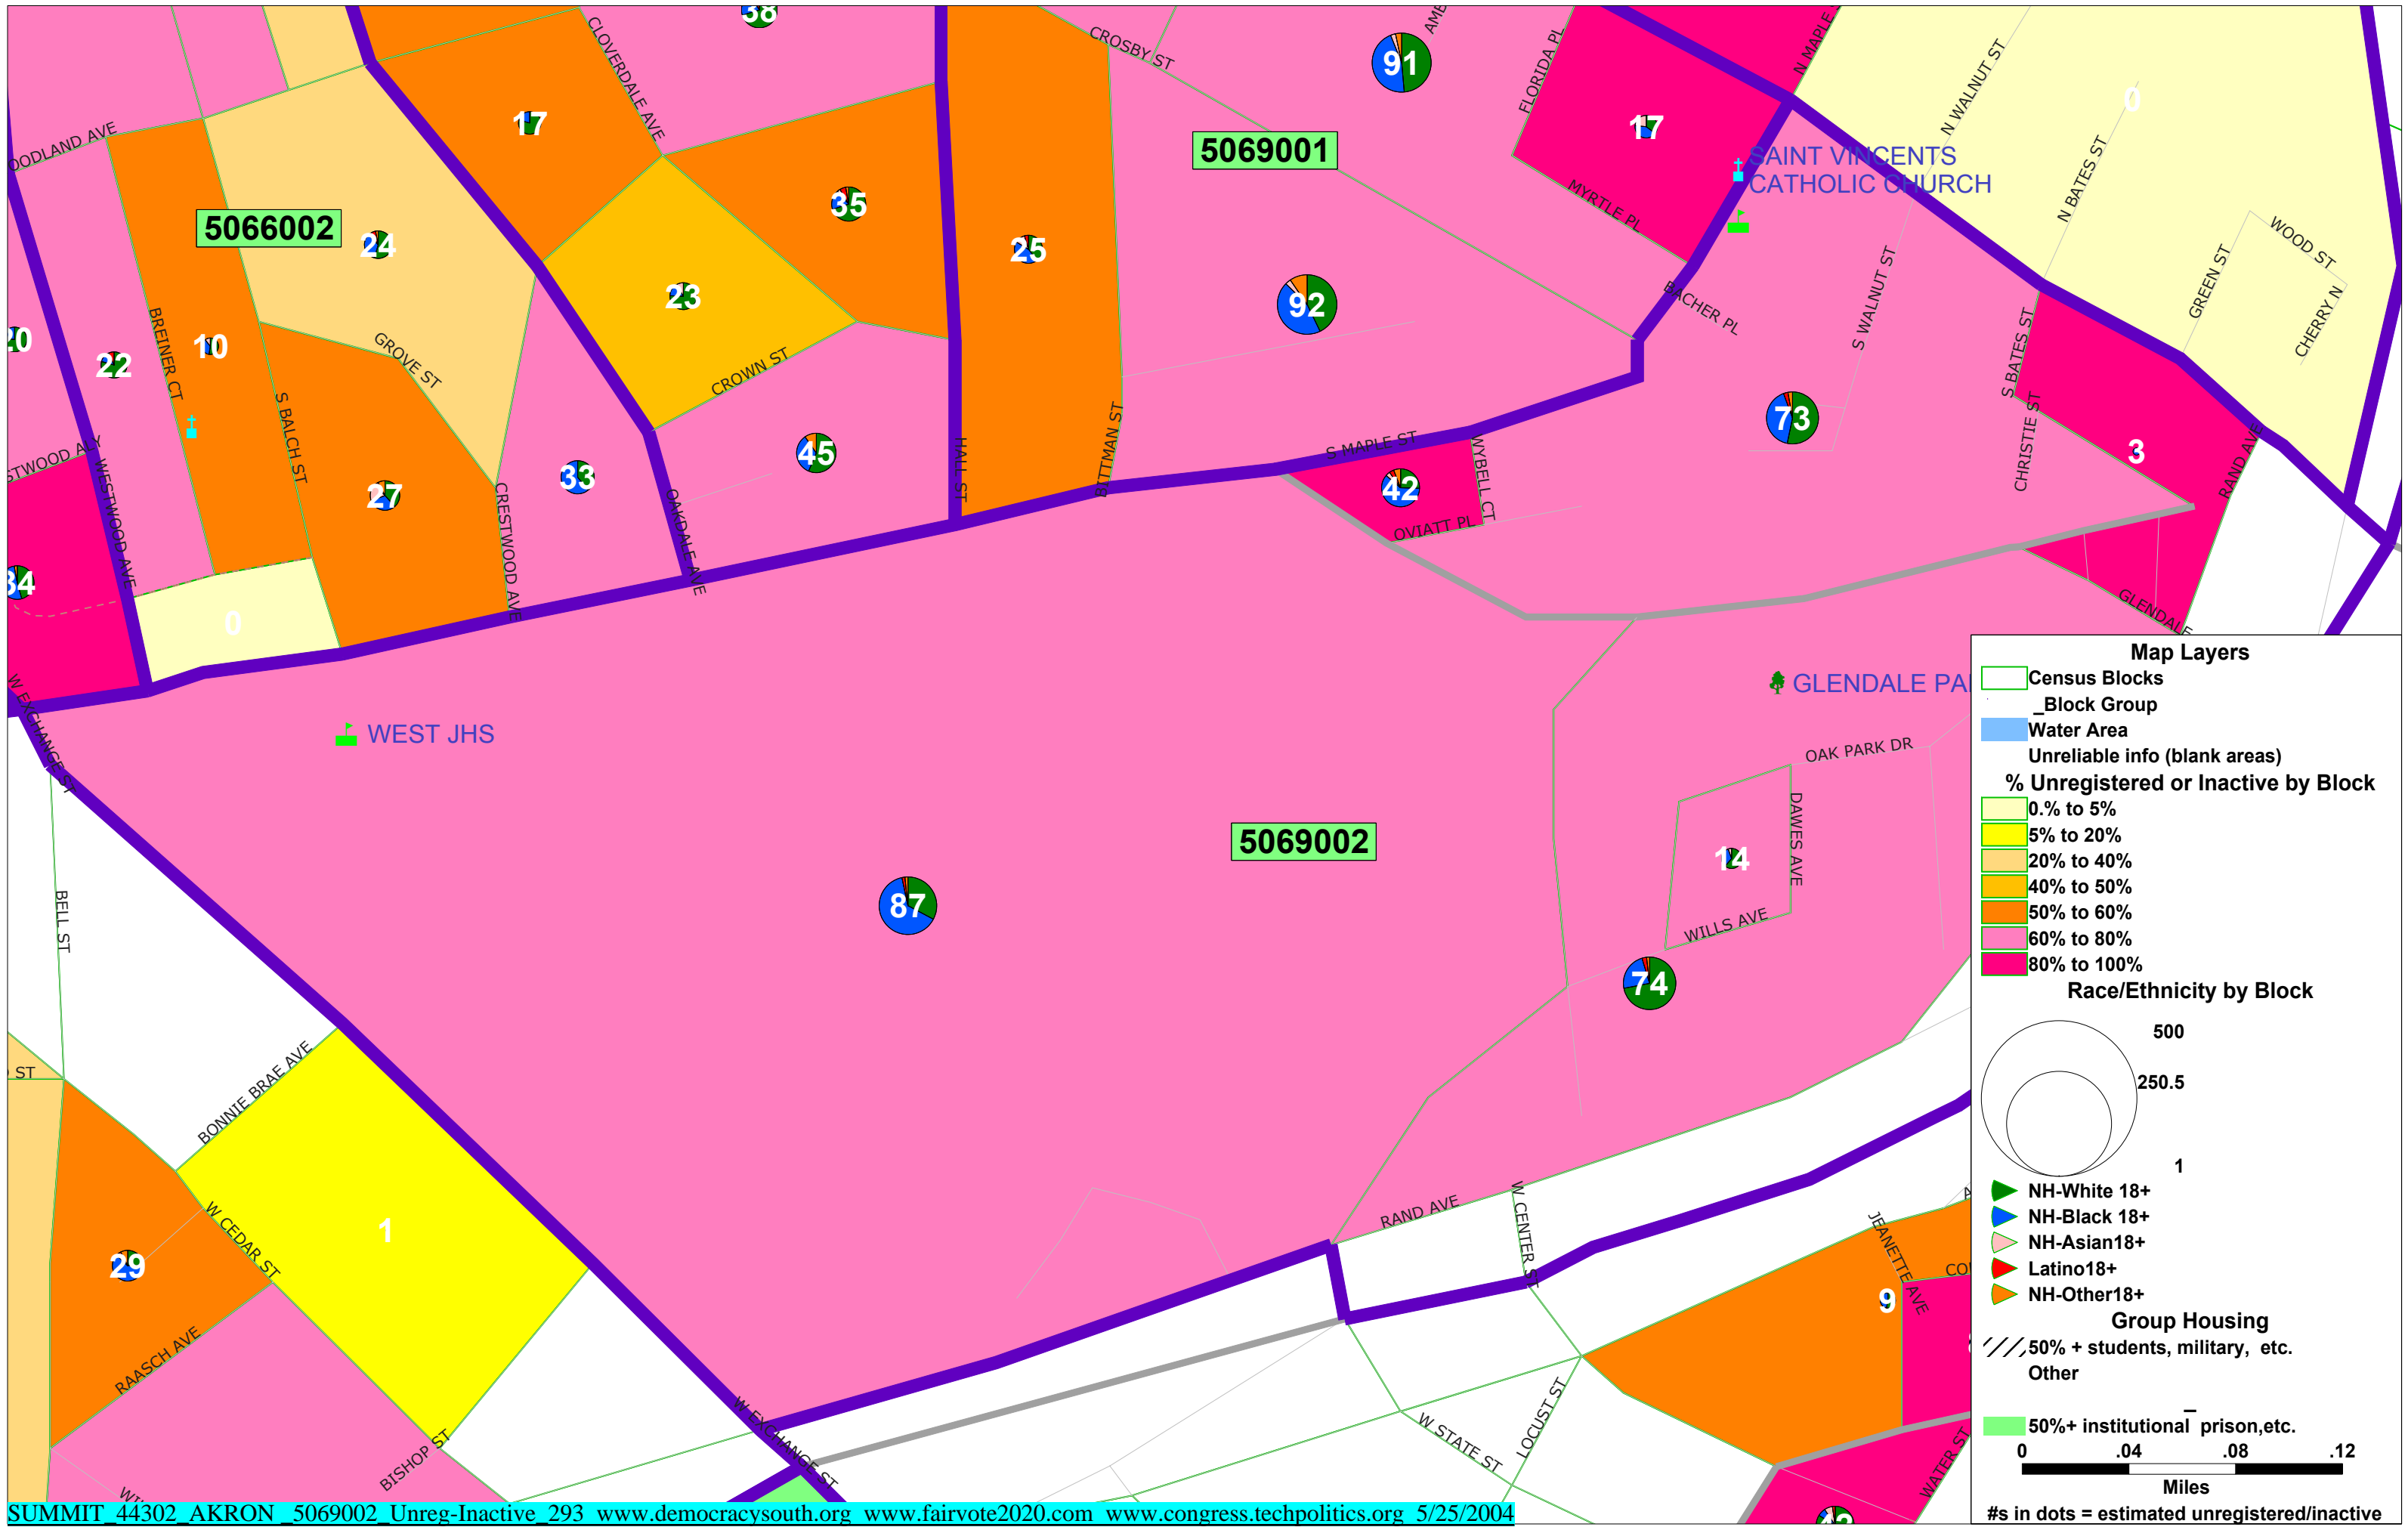 38
CROSBY ST
CLOVERDALE AVE
91
FLORIDA PL
N MAPLE
N WALNUT ST
0
17
17
5069001
SAINT VINCENTS
CATHOLIC CHURCH
N BATES ST
35
MYRTLE PL
5066002
24
25
WOOD ST
GREEN ST
CHERRY N
23
92
BACHER PL
S WALNUT ST
S BATES ST
22
BREINER CT
10
GROVE ST
CROWN ST
S BALCH ST
73
CHRISTIE ST
3
RAND AVE
WESTWOOD AVE
27
CRESTWOOD AVE
33
45
OAKDALE AVE
HALL ST
BITTMAN ST
S MAPLE ST
WYBELL CT
42
OVIATT PL
0
GLENDALE
W EXCHANGE ST
WEST JHS
GLENDALE PA
OAK PARK DR
DAWES AVE
5069002
14
87
WILLS AVE
74
BELL ST
ST
BONNIE BRAE AVE
1
29
W CEDAR ST
RAND AVE
W CENTER ST
JEANETTE AVE
9
RAASCH AVE
BISHOP ST
W EXCHANGE ST
W STATE ST
LOCUST ST
WATER ST
Map Layers
Census Blocks
_Block Group
Water Area
Unreliable info (blank areas)
% Unregistered or Inactive by Block
0.% to 5%
5% to 20%
20% to 40%
40% to 50%
50% to 60%
60% to 80%
80% to 100%
Race/Ethnicity by Block
500
250.5
1
NH-White 18+
NH-Black 18+
NH-Asian18+
Latino18+
NH-Other18+
Group Housing
50% + students, military, etc.
Other
_
50%+ institutional prison,etc.
0 .04 .08 .12
Miles
#s in dots = estimated unregistered/inactive
SUMMIT_44302_AKRON _5069002_Unreg-Inactive_293 www.democracysouth.org www.fairvote2020.com www.congress.techpolitics.org 5/25/2004